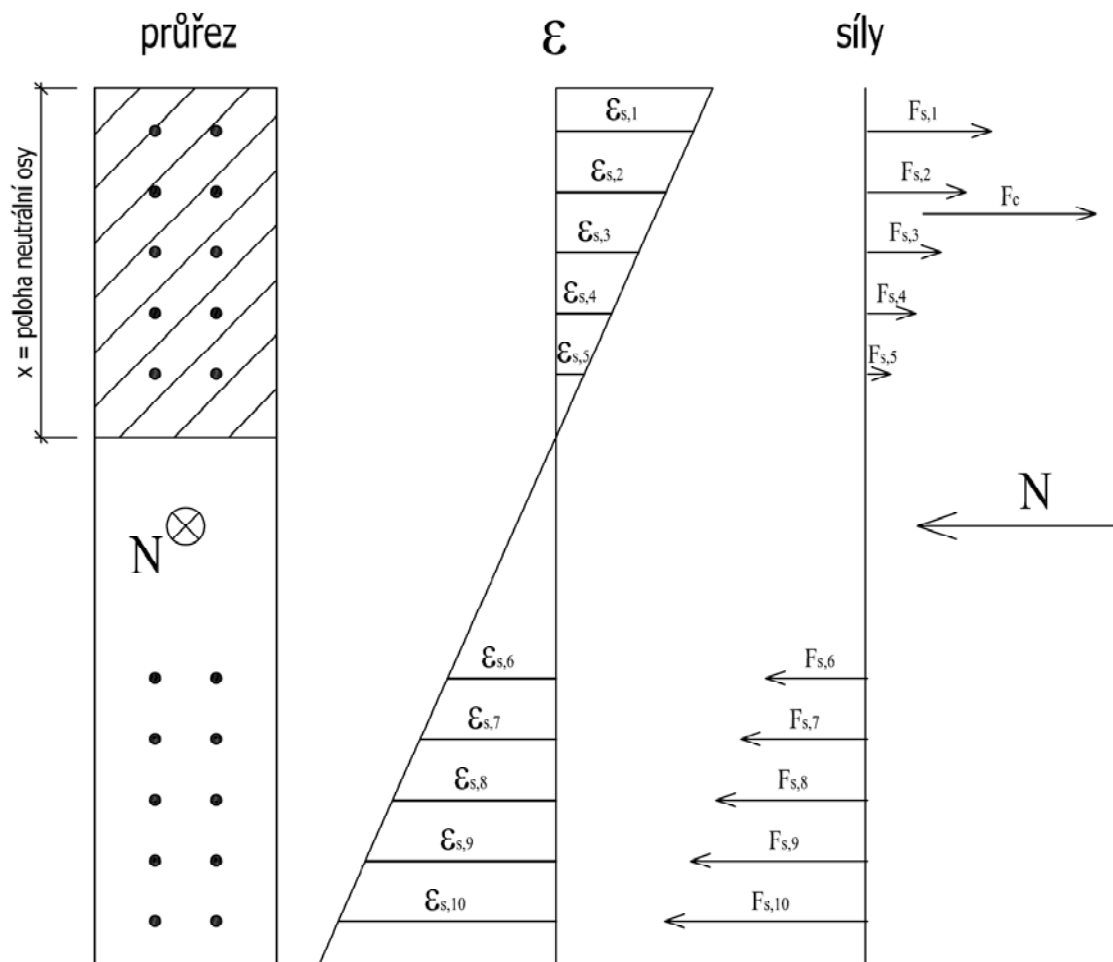 průřez
ε
síly
x = poloha neutrální osy
εs,1
εs,2
εs,3
εs,4
εs,5
Fs,1
Fs,2
Fc
Fs,3
Fs,4
Fs,5
N
N
εs,6
εs,7
εs,8
εs,9
εs,10
Fs,6
Fs,7
Fs,8
Fs,9
Fs,10